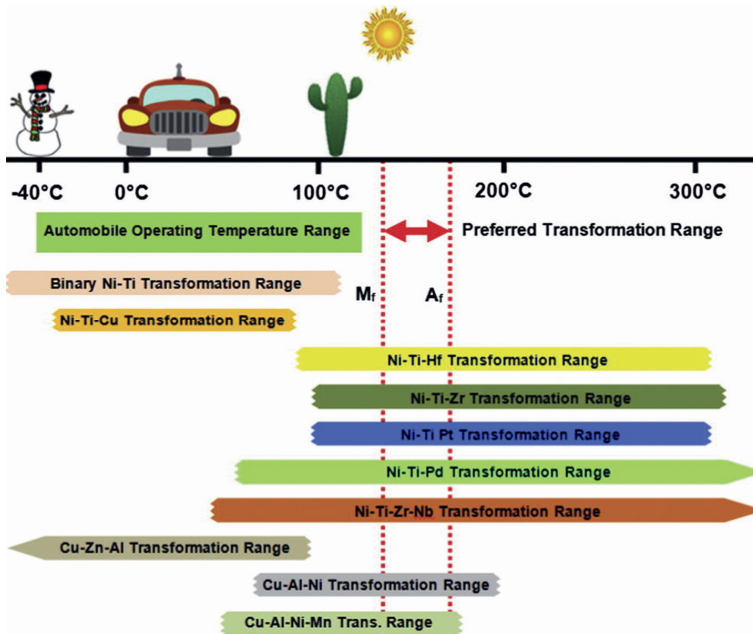 -40°C 0°C 100°C 200°C 300°C
Automobile Operating Temperature Range
Preferred Transformation Range
Binary Ni-Ti Transformation Range
Mf Af
Ni-Ti-Cu Transformation Range
Ni-Ti-Hf Transformation Range
Ni-Ti-Zr Transformation Range
Ni-Ti Pt Transformation Range
Ni-Ti-Pd Transformation Range
Ni-Ti-Zr-Nb Transformation Range
Cu-Zn-Al Transformation Range
Cu-Al-Ni Transformation Range
Cu-Al-Ni-Mn Trans. Range